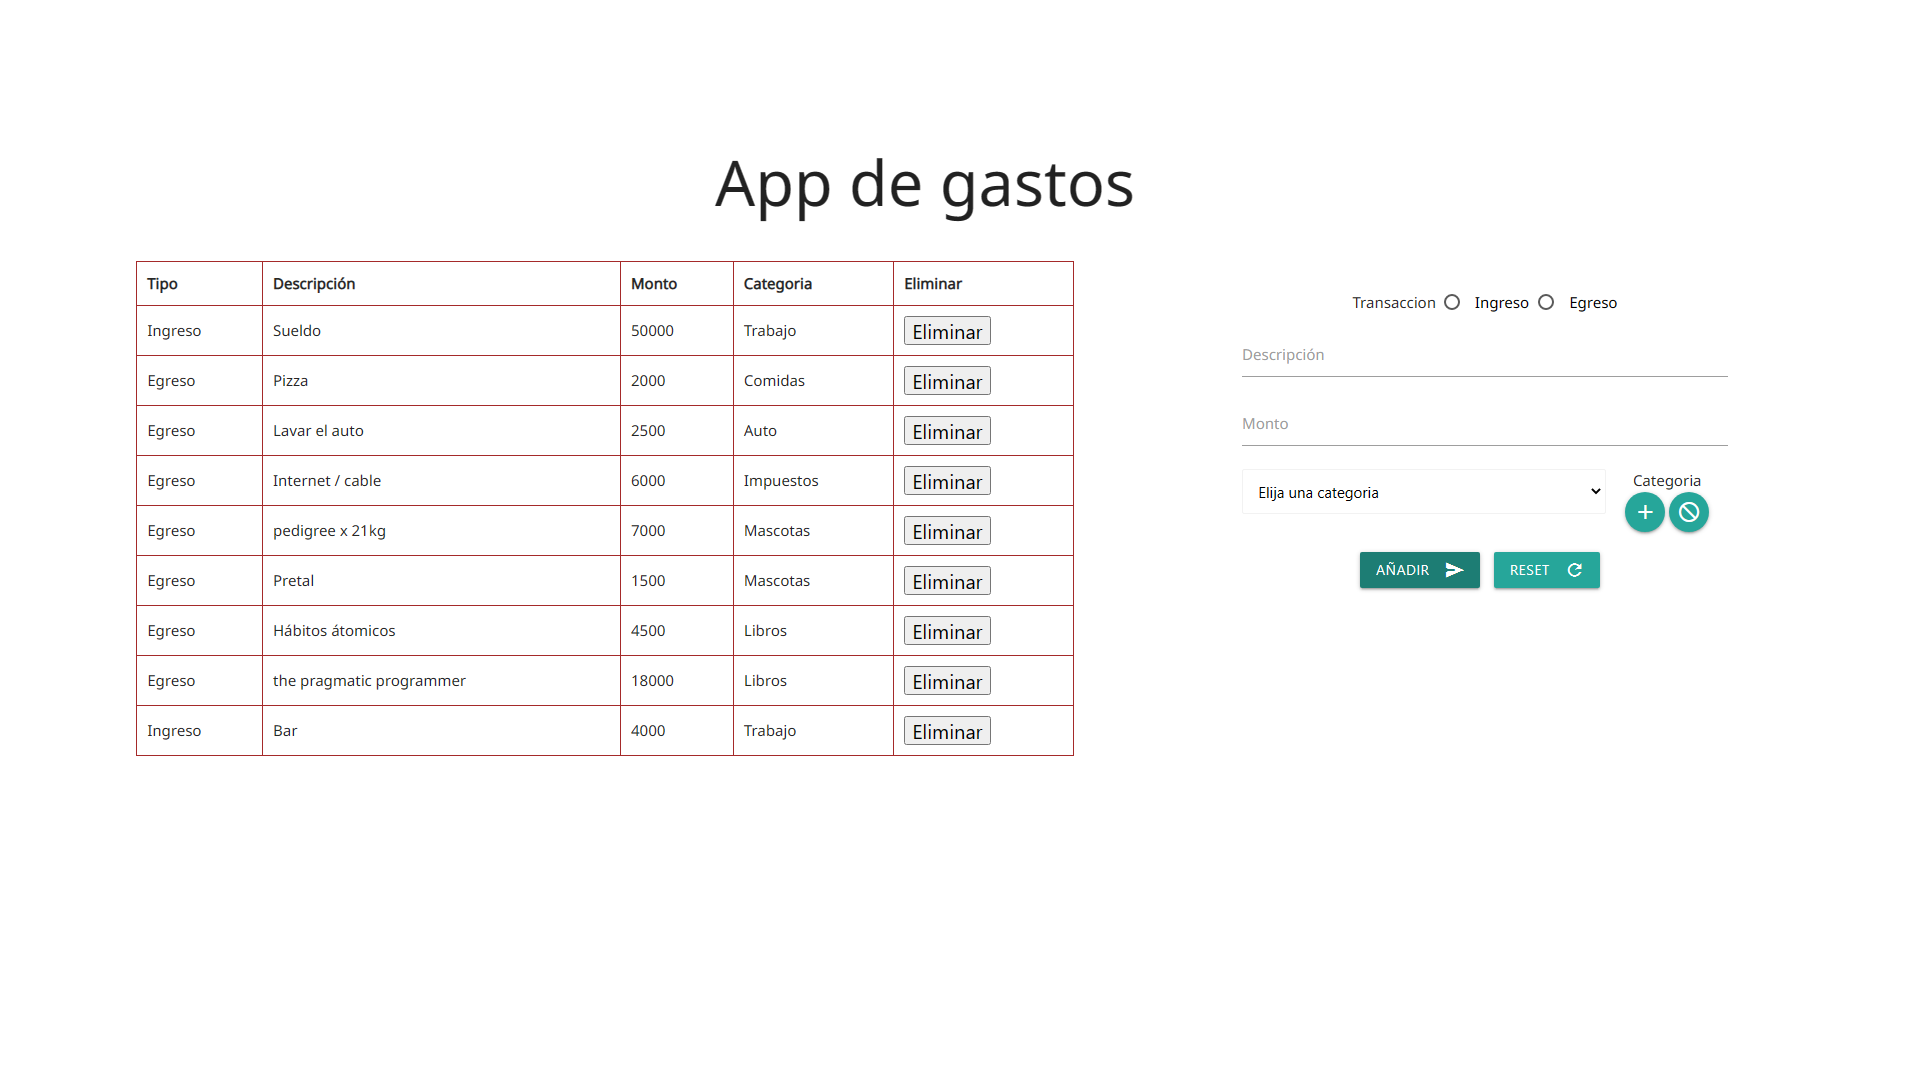 App de gastos
Tipo Descripción Monto Categoria Eliminar
Ingreso Sueldo 50000 Trabajo Eliminar
Egreso Pizza 2000 Comidas Eliminar
Egreso Lavar el auto 2500 Auto Eliminar
Egreso Internet / cable 6000 Impuestos Eliminar
Egreso pedigree x 21kg 7000 Mascotas Eliminar
Egreso Pretal 1500 Mascotas Eliminar
Egreso Hábitos átomicos 4500 Libros Eliminar
Egreso the pragmatic programmer 18000 Libros Eliminar
Ingreso Bar 4000 Trabajo Eliminar
Transaccion Ingreso Egreso
Descripción
Monto
Elija una categoria
Categoria
AÑADIR RESET